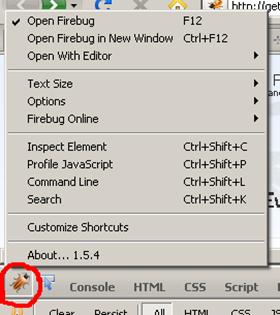 http://get
Open Firebug F12
Open Firebug in New Window Ctrl+F12
Open With Editor
Text Size
Options
Firebug Online
Inspect Element Ctrl+Shift+C
Profile JavaScript Ctrl+Shift+P
Command Line Ctrl+Shift+L
Search Ctrl+Shift+K
Customize Shortcuts
About... 1.5.4
Console HTML CSS Script
Clear Persist All HTML CSS